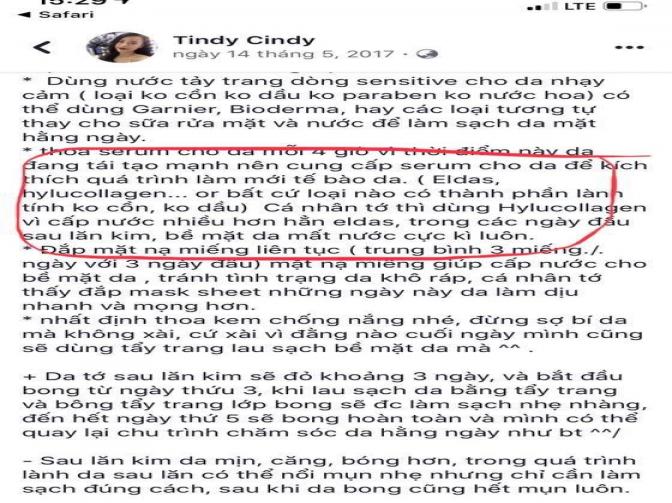 15:29
◄ Safari
LTE
Tindy Cindy
ngày 14 tháng 5, 2017 ·
* Dùng nước tảy trang dòng sensitive cho da nhạy
cảm ( loại ko cồn ko dầu ko paraben ko nước hoa) có
thể dùng Garnier, Bioderma, hay các loại tương tự
thay cho sữa rửa mặt và nước để làm sạch da mặt
hằng ngày.
* thoa serum cho da mỗi 4 giờ vì thời điểm này da
đang tái tạo mạnh nên cung cấp serum cho da để kích
thích quá trình làm mới tế bào da. ( Eldas,
hylucollagen... or bất cứ loại nào có thành phần lành
tính ko cồn, ko dầu) Cá nhân tớ thì dùng Hylucollagen
vì cấp nước nhiều hơn hẳn eldas, trong các ngày đầu
sau lăn kim, bề mặt da mất nước cực kì luôn.
* Đắp mặt nạ miếng liên tục ( trung bình 3 miếng./.
ngày với 3 ngày đầu) mặt nạ miếng giúp cấp nước cho
bề mặt da , tránh tình trạng da khô ráp, cá nhân tớ
thấy đắp mask sheet những ngày này da làm dịu
nhanh và mọng hơn.
* nhất định thoa kem chống nắng nhé, đừng sợ bí da
mà không xài, cứ xài vì đằng nào cuối ngày mình cũng
sẽ dùng tẩy trang lau sạch bề mặt da mà ^^ .
+ Da tớ sau lăn kim sẽ đỏ khoảng 3 ngày, và bắt đầu
bong từ ngày thứu 3, khi lau sạch da bằng tẩy trang
và bông tẩy trang lớp bong sẽ đc làm sạch nhẹ nhàng,
đến hết ngày thứ 5 sẽ bong hoàn toàn và mình có thể
quay lại chu trình chăm sóc da hằng ngày như bt ^^/
– Sau lăn kim da mịn, căng, bóng hơn, trong quá trình
lành da sau lăn có thể nổi mụn nhẹ nhưng chỉ cần làm
sạch đúng cách, sau khi da bong cũng hết mụn luôn.